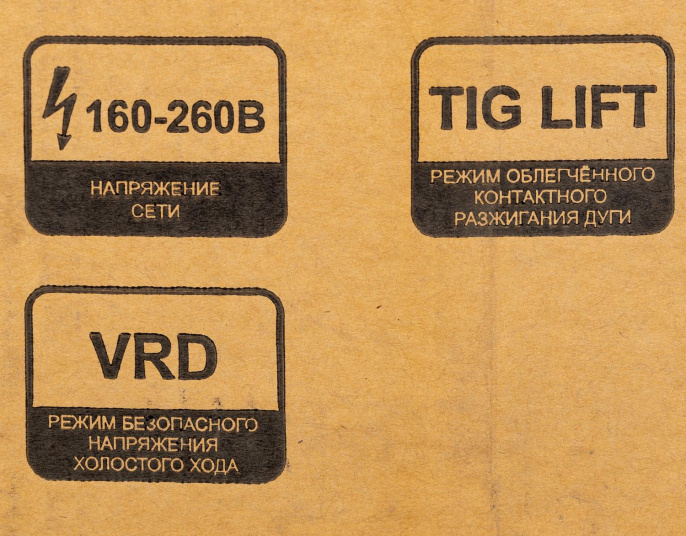 160-260В
НАПРЯЖЕНИЕ
СЕТИ
TIG LIFT
РЕЖИМ ОБЛЕГЧЁННОГО
КОНТАКТНОГО
РАЗЖИГАНИЯ ДУГИ
VRD
РЕЖИМ БЕЗОПАСНОГО
НАПРЯЖЕНИЯ
ХОЛОСТОГО ХОДА